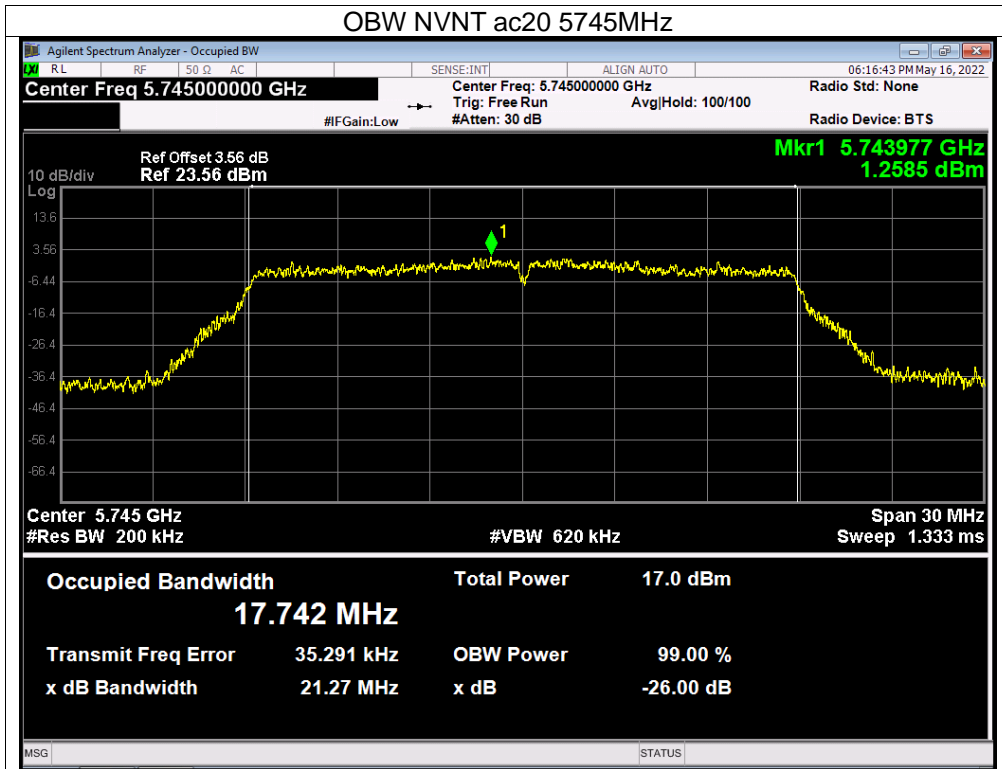 OBW NVNT ac20 5745MHz
Agilent Spectrum Analyzer - Occupied BW
LXI RL RF 50 Ω AC SENSE:INT ALIGN AUTO 06:16:43 PM May 16, 2022
Center Freq 5.745000000 GHz Center Freq: 5.745000000 GHz Radio Std: None
Trig: Free Run Avg|Hold: 100/100
#IFGain:Low #Atten: 30 dB Radio Device: BTS
Ref Offset 3.56 dB Mkr1 5.743977 GHz
10 dB/div Ref 23.56 dBm 1.2585 dBm
Log
13.6
1
3.56
-6.44
-16.4
-26.4
-36.4
-46.4
-56.4
-66.4
Center 5.745 GHz Span 30 MHz
#Res BW 200 kHz #VBW 620 kHz Sweep 1.333 ms
Occupied Bandwidth Total Power 17.0 dBm
17.742 MHz
Transmit Freq Error 35.291 kHz OBW Power 99.00 %
x dB Bandwidth 21.27 MHz x dB -26.00 dB
MSG STATUS